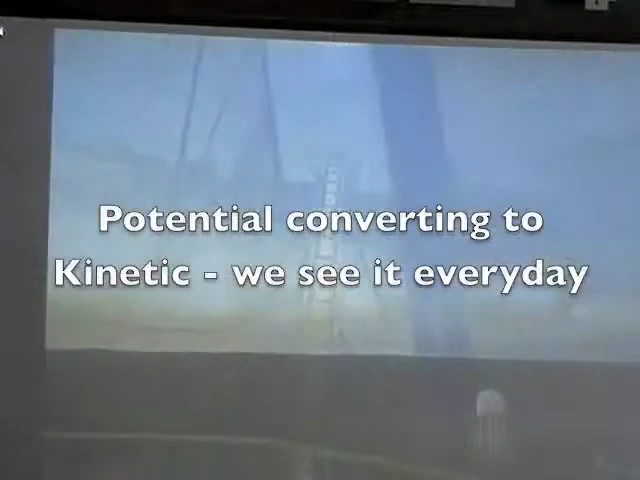 Potential converting to
Kinetic - we see it everyday